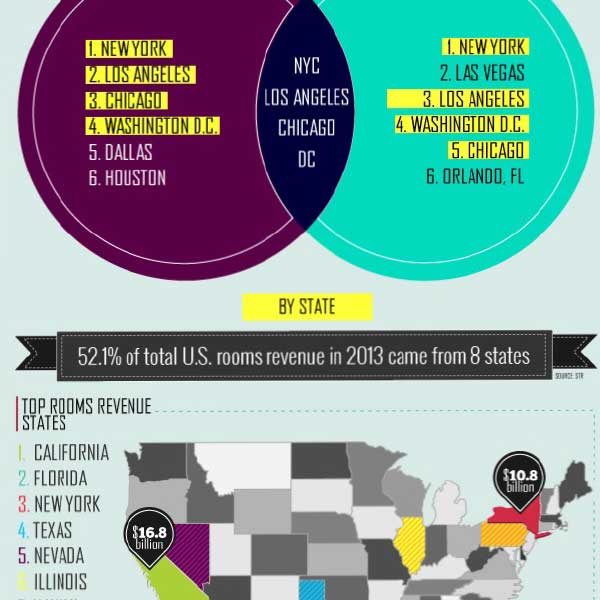 1. NEW YORK
2. LOS ANGELES
3. CHICAGO
4. WASHINGTON D.C.
5. DALLAS
6. HOUSTON
NYC
LOS ANGELES
CHICAGO
DC
1. NEW YORK
2. LAS VEGAS
3. LOS ANGELES
4. WASHINGTON D.C.
5. CHICAGO
6. ORLANDO, FL
BY STATE
52.1% of total U.S. rooms revenue in 2013 came from 8 states
SOURCE: STR
TOP ROOMS REVENUE
STATES
1. CALIFORNIA
2. FLORIDA
3. NEW YORK
4. TEXAS
5. NEVADA
6. ILLINOIS
$16.8
billion
$10.8
billion